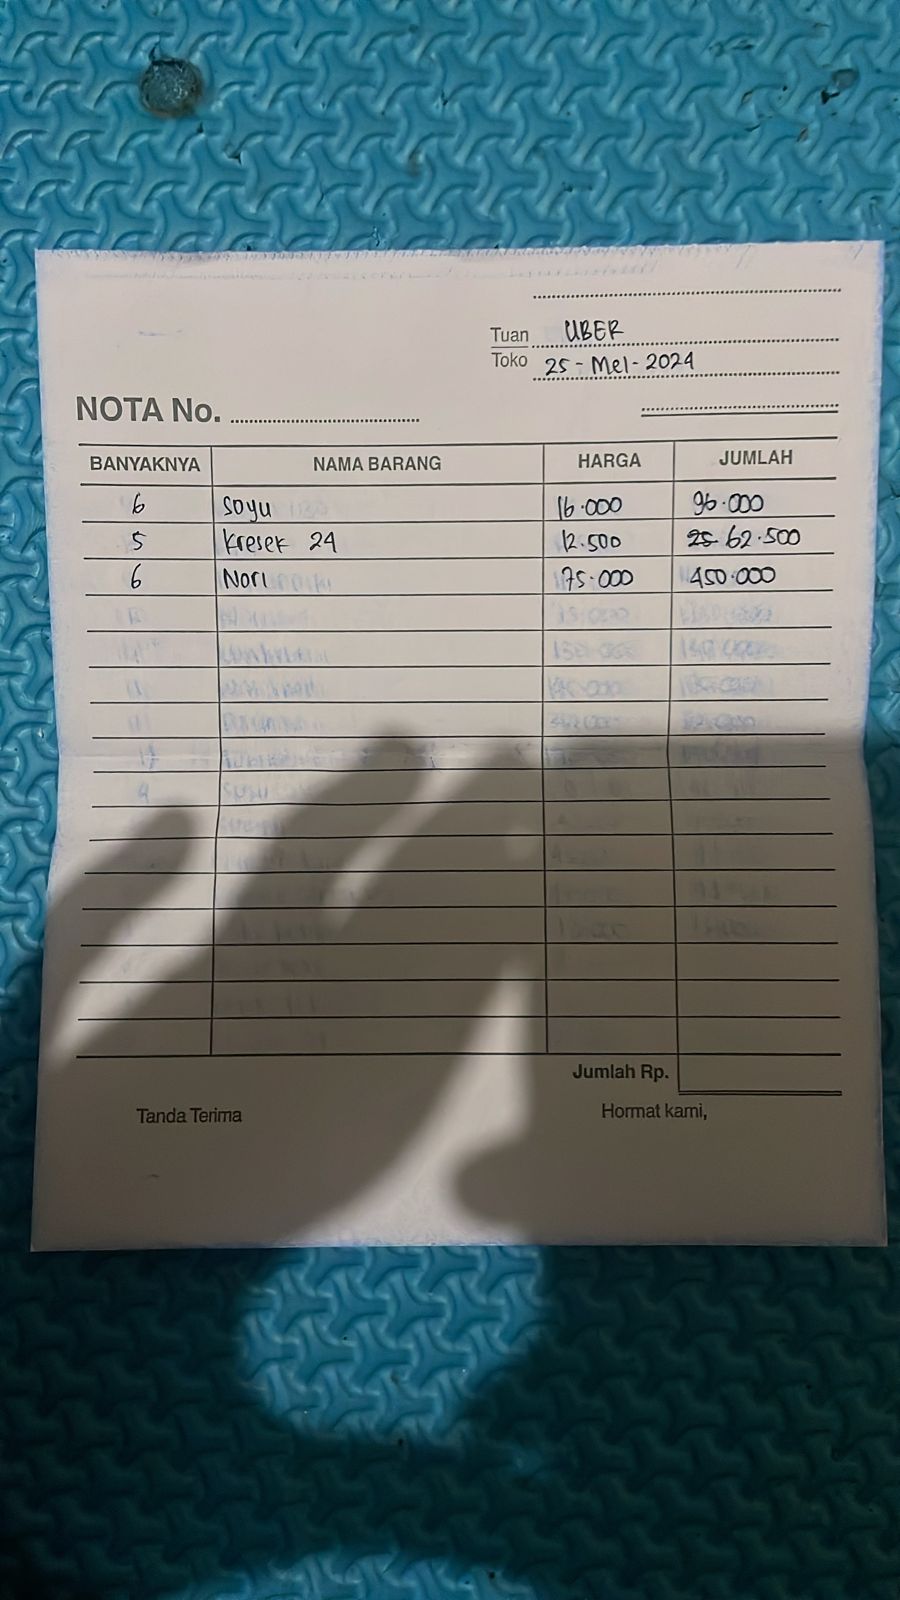 Tuan UBER
Toko 25 - Mei - 2024
NOTA No.
BANYAKNYA NAMA BARANG HARGA JUMLAH
6 Soyu 16.000 96.000
5 Kresek 24 12.500 25 62.500
6 Nori 75.000 450.000
Jumlah Rp.
Tanda Terima Hormat kami,